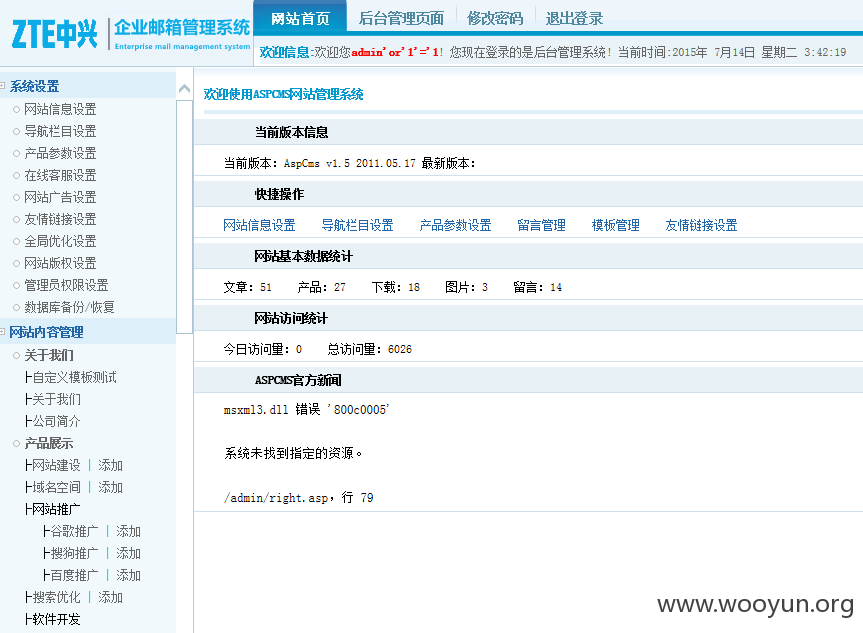 ZTE中兴 企业邮箱管理系统
Enterprise mail management system
网站首页 后台管理页面 修改密码 退出登录
欢迎信息:欢迎您admin'or'1'='1! 您现在登录的是后台管理系统! 当前时间:2015年 7月14日 星期二 3:42:19
系统设置
网站信息设置
导航栏目设置
产品参数设置
在线客服设置
网站广告设置
友情链接设置
全局优化设置
网站版权设置
管理员权限设置
数据库备份/恢复
网站内容管理
关于我们
├自定义模板测试
├关于我们
├公司简介
产品展示
├网站建设 | 添加
├域名空间 | 添加
├网站推广
├谷歌推广 | 添加
├搜狗推广 | 添加
├百度推广 | 添加
├搜索优化 | 添加
├软件开发
欢迎使用ASPCMS网站管理系统
当前版本信息
当前版本: AspCms v1.5 2011.05.17 最新版本:
快捷操作
网站信息设置 导航栏目设置 产品参数设置 留言管理 模板管理 友情链接设置
网站基本数据统计
文章: 51 产品: 27 下载: 18 图片: 3 留言: 14
网站访问统计
今日访问量: 0 总访问量: 6026
ASPCMS官方新闻
msxml3.dll 错误 '800c0005'
系统未找到指定的资源。
/admin/right.asp，行 79
www.wooyun.org